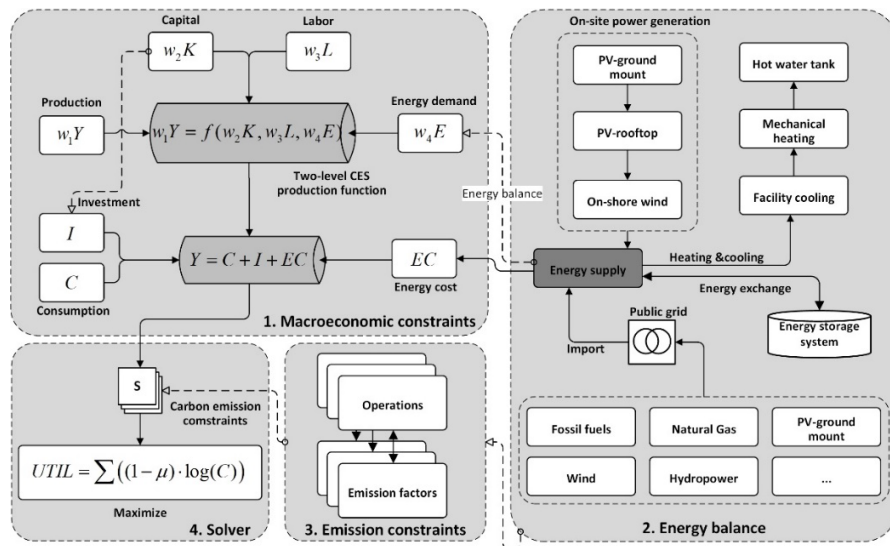 Capital
Labor
w₂K
w₃L
Production
Energy demand
w₁Y
w₁Y = f(w₂K, w₃L, w₄E)
w₄E
Two-level CES
production function
Investment
Energy balance
I
Y = C + I + EC
EC
C
Energy cost
Consumption
1. Macroeconomic constraints
On-site power generation
PV-ground
mount
Hot water tank
PV-rooftop
Mechanical
heating
On-shore wind
Facility cooling
Energy supply
Heating &cooling
Energy exchange
Public grid
Import
Energy storage
system
Fossil fuels
Natural Gas
PV-ground
mount
Wind
Hydropower
...
2. Energy balance
S
Carbon emission
comstraints
UTIL = ∑((1−μ)·log(C))
Maximize
4. Solver
Operations
Emission factors
3. Emission constraints